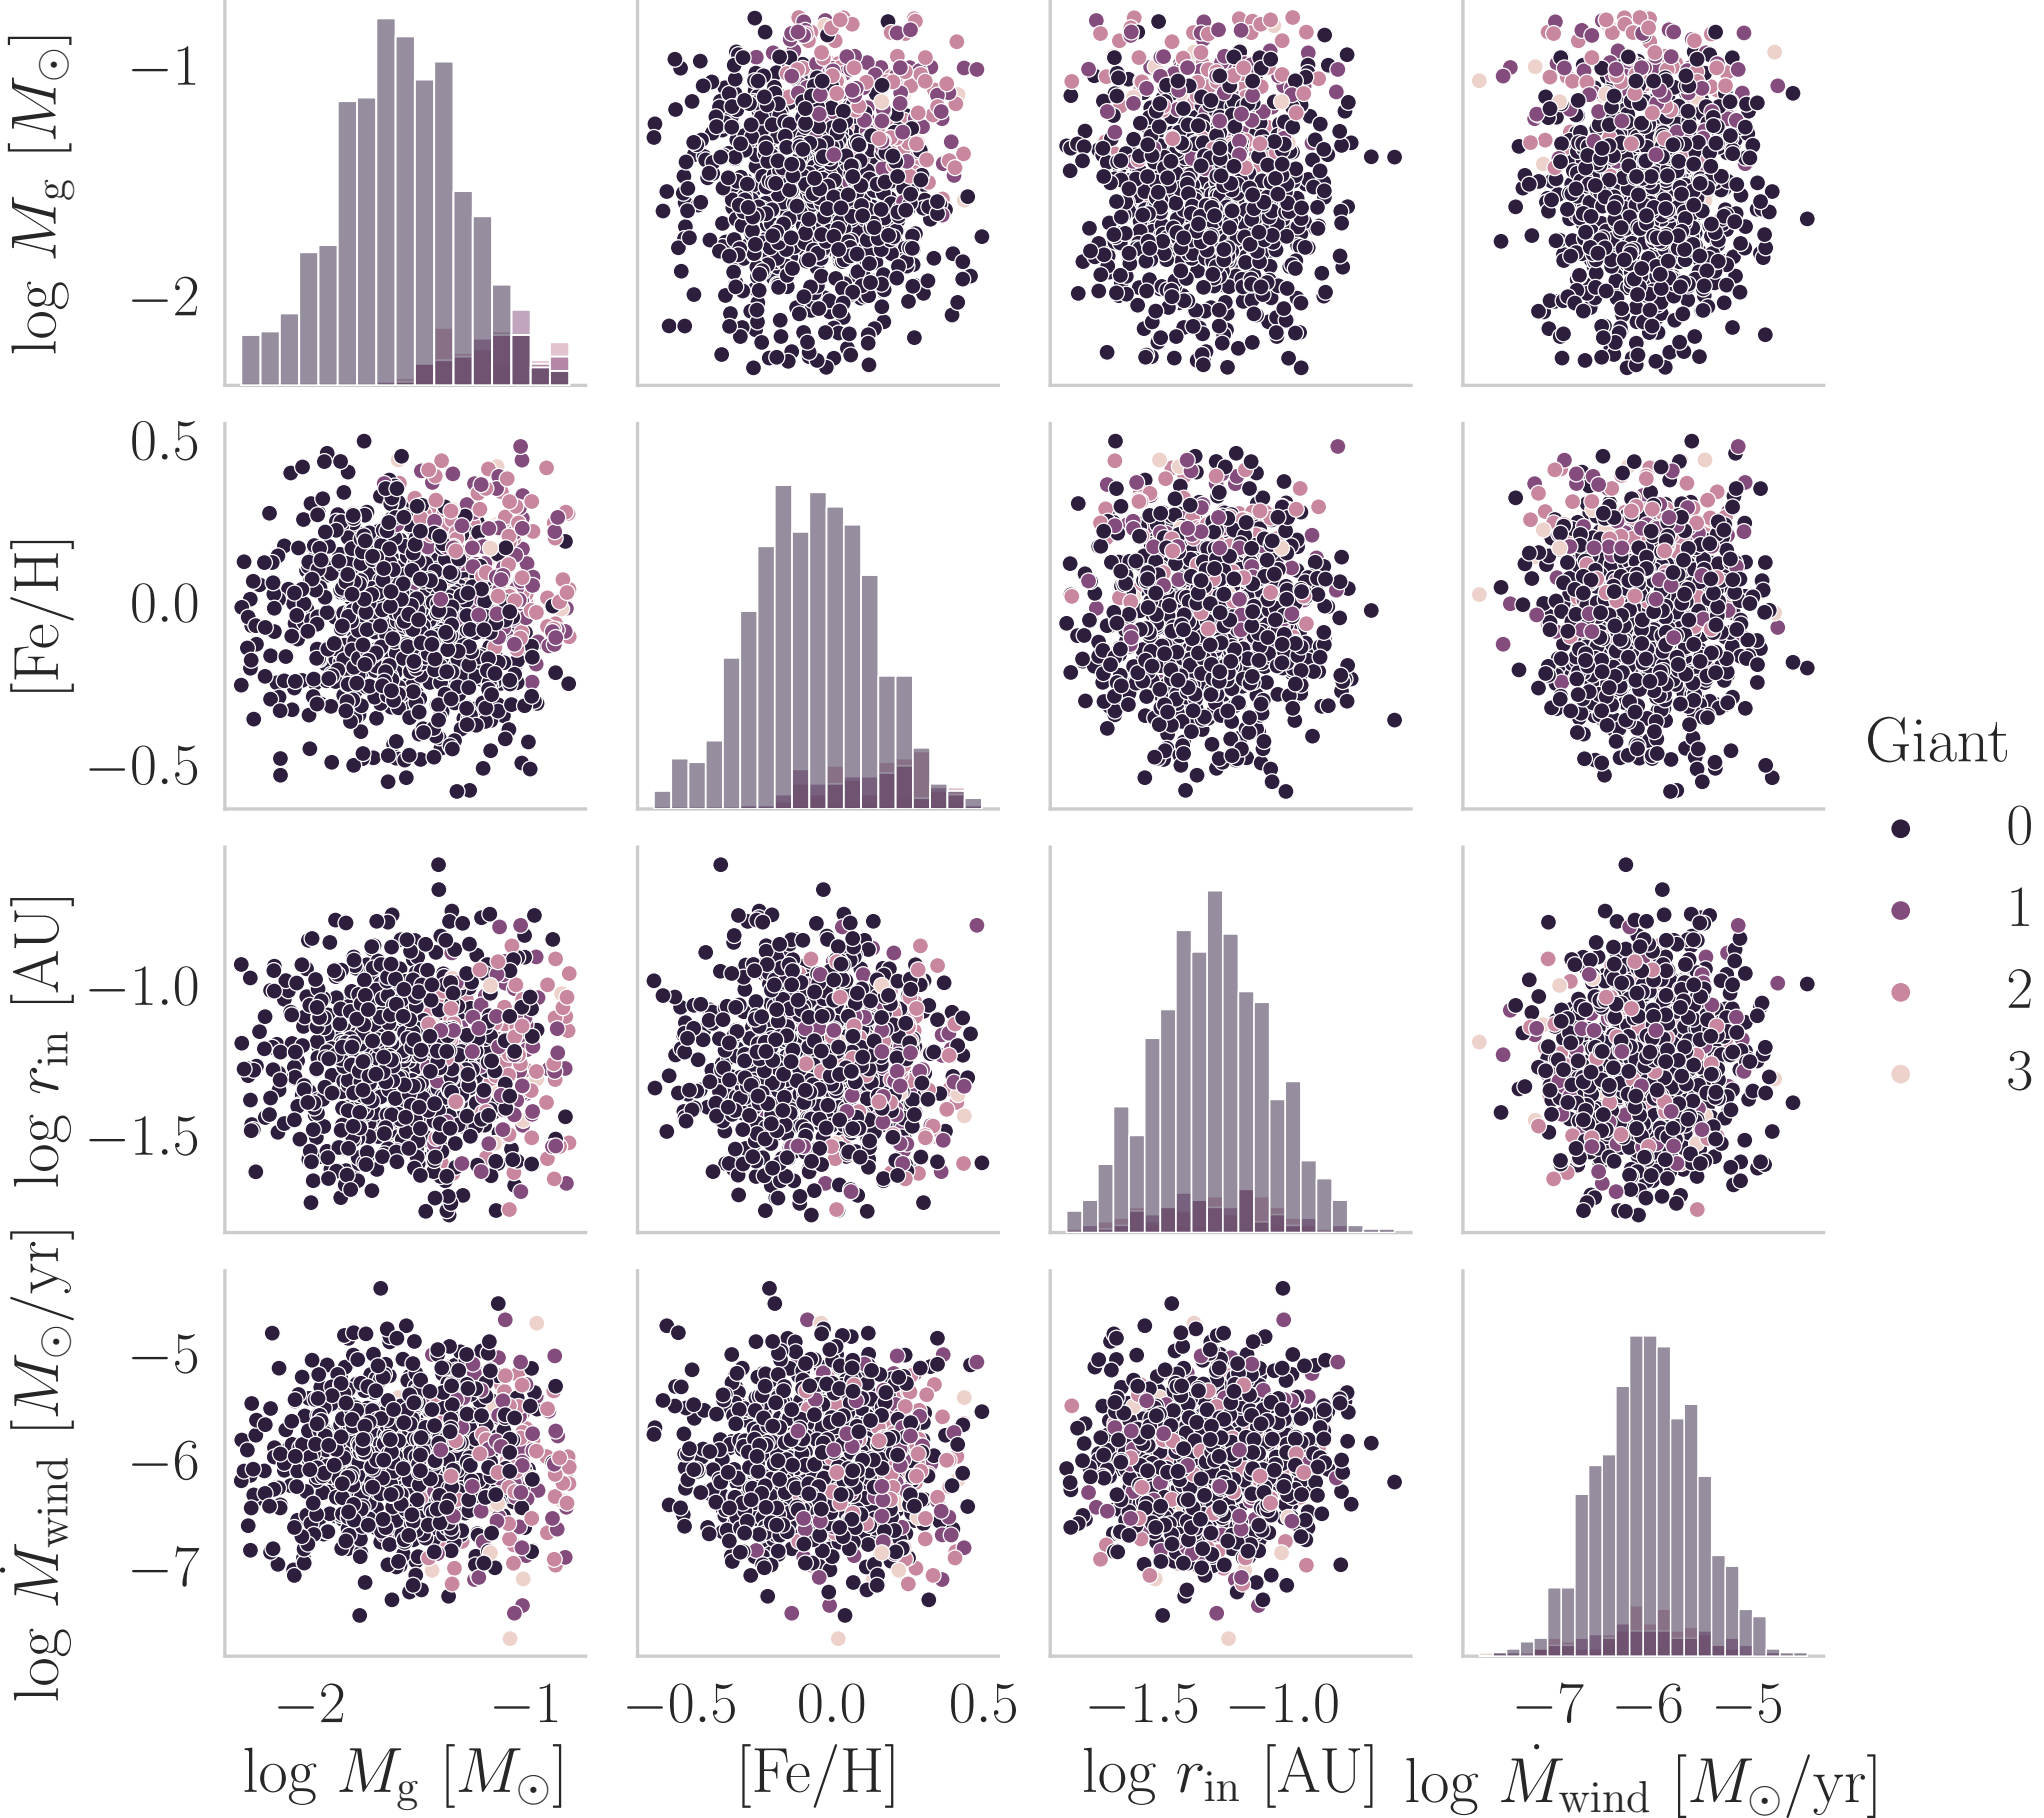 log M_g [M_⊙]
−1
−2
[Fe/H]
0.5
0.0
−0.5
log r_in [AU]
−1.0
−1.5
log Ṁ_wind [M_⊙/yr]
−5
−6
−7
−2 −1 −0.5 0.0 0.5 −1.5 −1.0 −7 −6 −5
log M_g [M_⊙] [Fe/H] log r_in [AU] log Ṁ_wind [M_⊙/yr]
Giant
0
1
2
3